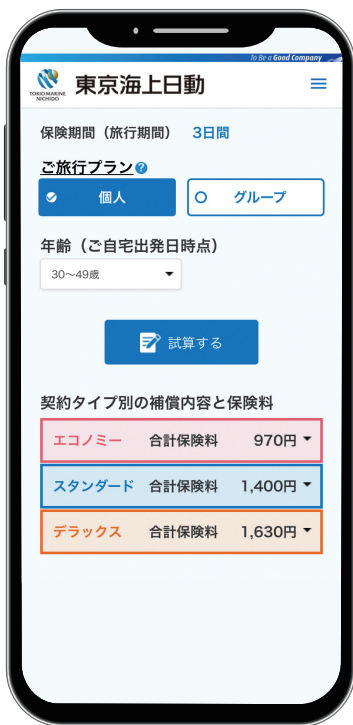 To Be a Good Company
TOKIO MARINE
NICHIDO
東京海上日動
保険期間（旅行期間） 3日間
ご旅行プラン?
個人 グループ
年齢（ご自宅出発日時点）
30～49歳
試算する
契約タイプ別の補償内容と保険料
エコノミー 合計保険料 970円
スタンダード 合計保険料 1,400円
デラックス 合計保険料 1,630円